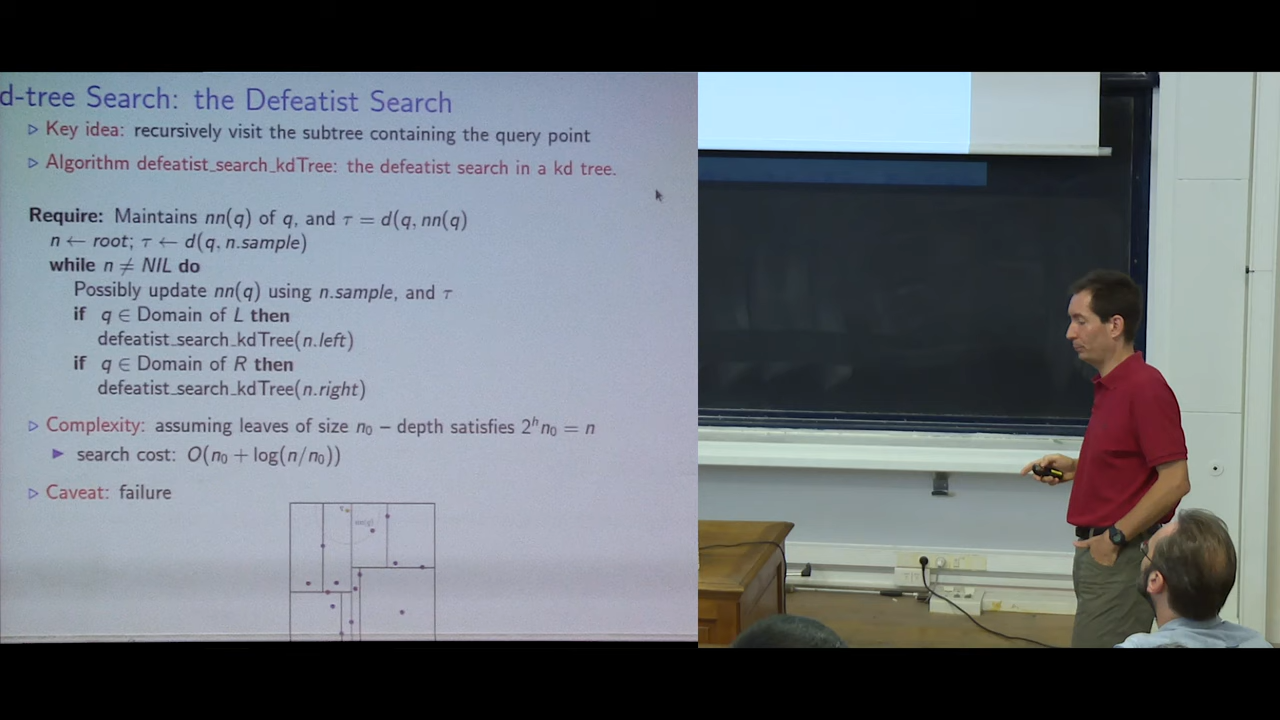 d-tree Search: the Defeatist Search
▷ Key idea: recursively visit the subtree containing the query point
▷ Algorithm defeatist_search_kdTree: the defeatist search in a kd tree.
Require: Maintains nn(q) of q, and τ = d(q, nn(q)
n ← root; τ ← d(q, n.sample)
while n ≠ NIL do
Possibly update nn(q) using n.sample, and τ
if q ∈ Domain of L then
defeatist_search_kdTree(n.left)
if q ∈ Domain of R then
defeatist_search_kdTree(n.right)
▷ Complexity: assuming leaves of size n₀ – depth satisfies 2ʰn₀ = n
▶ search cost: O(n₀ + log(n/n₀))
▷ Caveat: failure